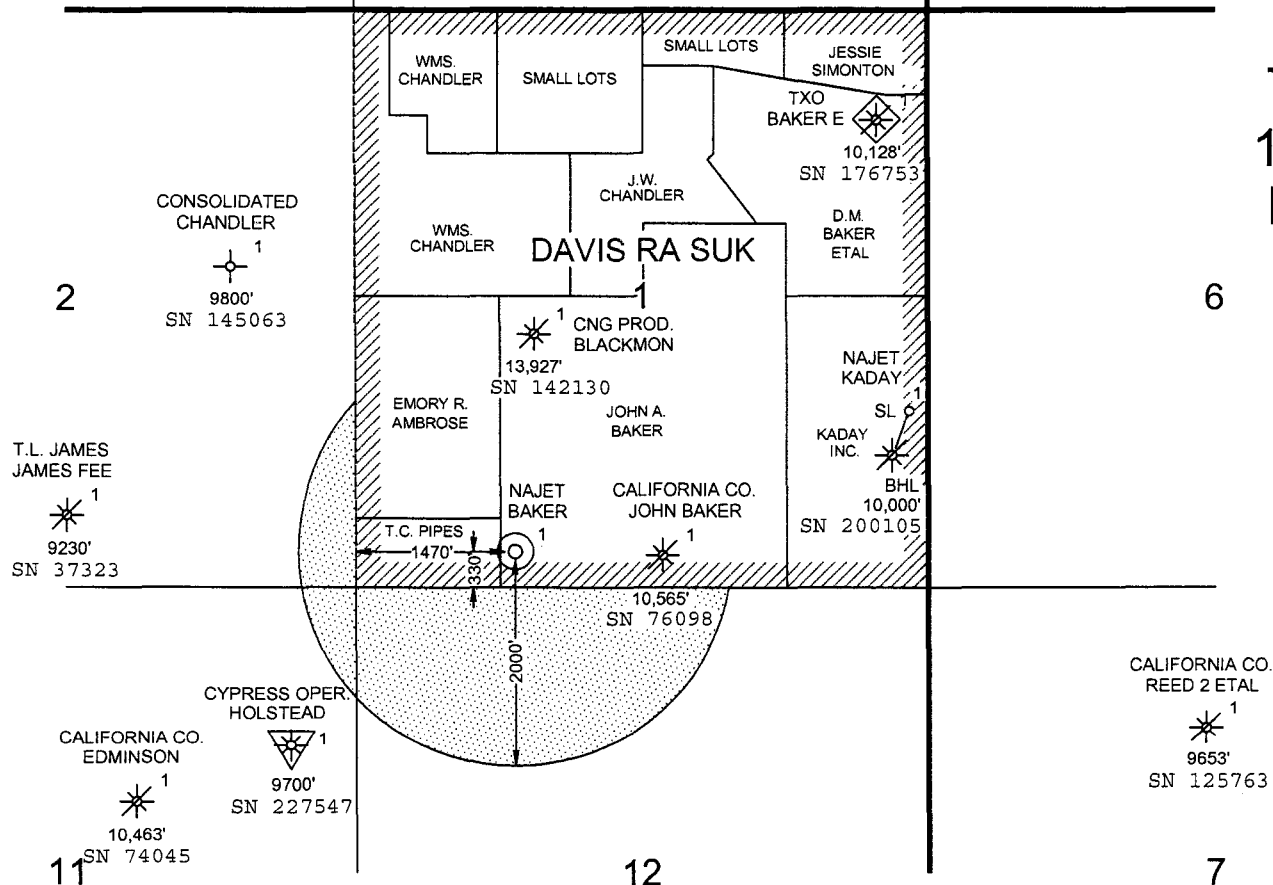 WMS.
CHANDLER
SMALL LOTS
SMALL LOTS
JESSIE
SIMONTON
TXO
BAKER E
1
10,128'
SN 176753
J.W.
CHANDLER
CONSOLIDATED
CHANDLER
1
9800'
SN 145063
WMS.
CHANDLER
D.M.
BAKER
ETAL
DAVIS RA SUK
1
2
6
1
CNG PROD.
BLACKMON
13,927'
SN 142130
NAJET
KADAY
1
SL
EMORY R.
AMBROSE
JOHN A.
BAKER
KADAY
INC.
BHL
10,000'
SN 200105
T.L. JAMES
JAMES FEE
1
9230'
SN 37323
NAJET
BAKER
1
CALIFORNIA CO.
JOHN BAKER
1
10,565'
SN 76098
T.C. PIPES
1470'
330'
2000'
CYPRESS OPER.
HOLSTEAD
1
9700'
SN 227547
CALIFORNIA CO.
EDMINSON
1
10,463'
SN 74045
CALIFORNIA CO.
REED 2 ETAL
1
9653'
SN 125763
11
12
7